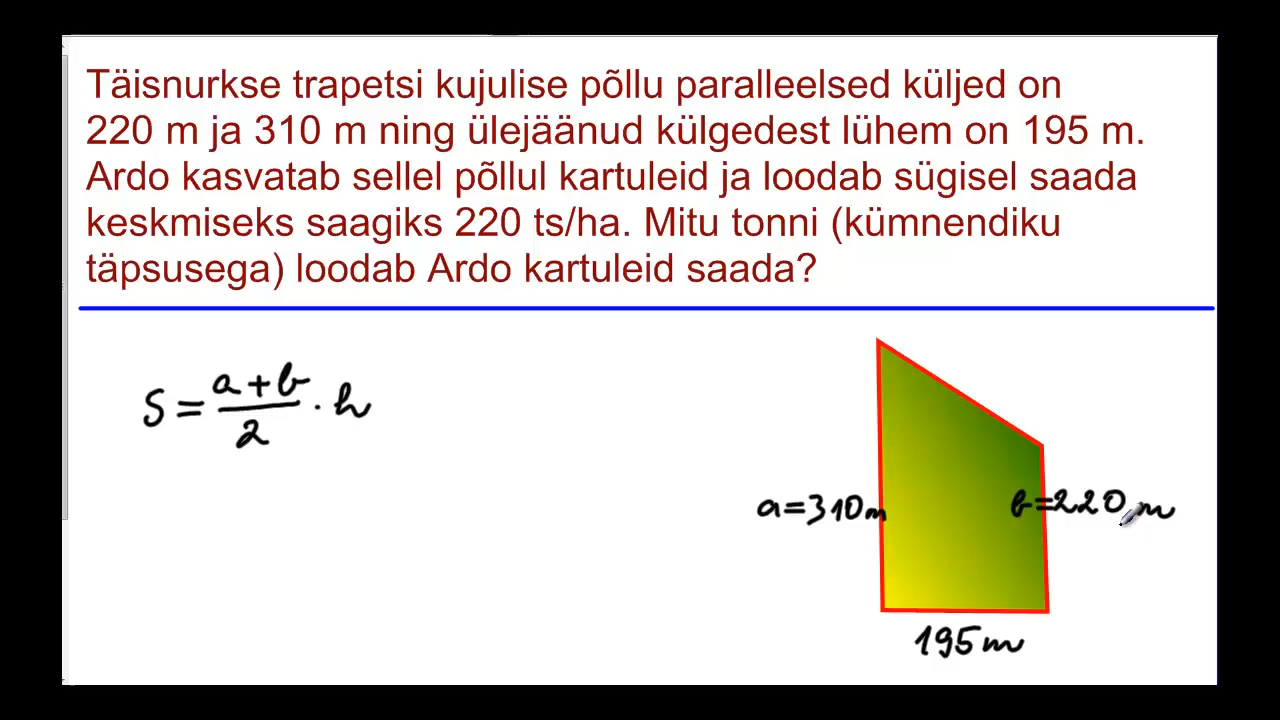 Täisnurkse trapetsi kujulise põllu paralleelsed küljed on
220 m ja 310 m ning ülejäänud külgedest lühem on 195 m.
Ardo kasvatab sellel põllul kartuleid ja loodab sügisel saada
keskmiseks saagiks 220 ts/ha. Mitu tonni (kümnendiku
täpsusega) loodab Ardo kartuleid saada?
S = (a+b)/2 · h
a=310m
b=220 m
195m